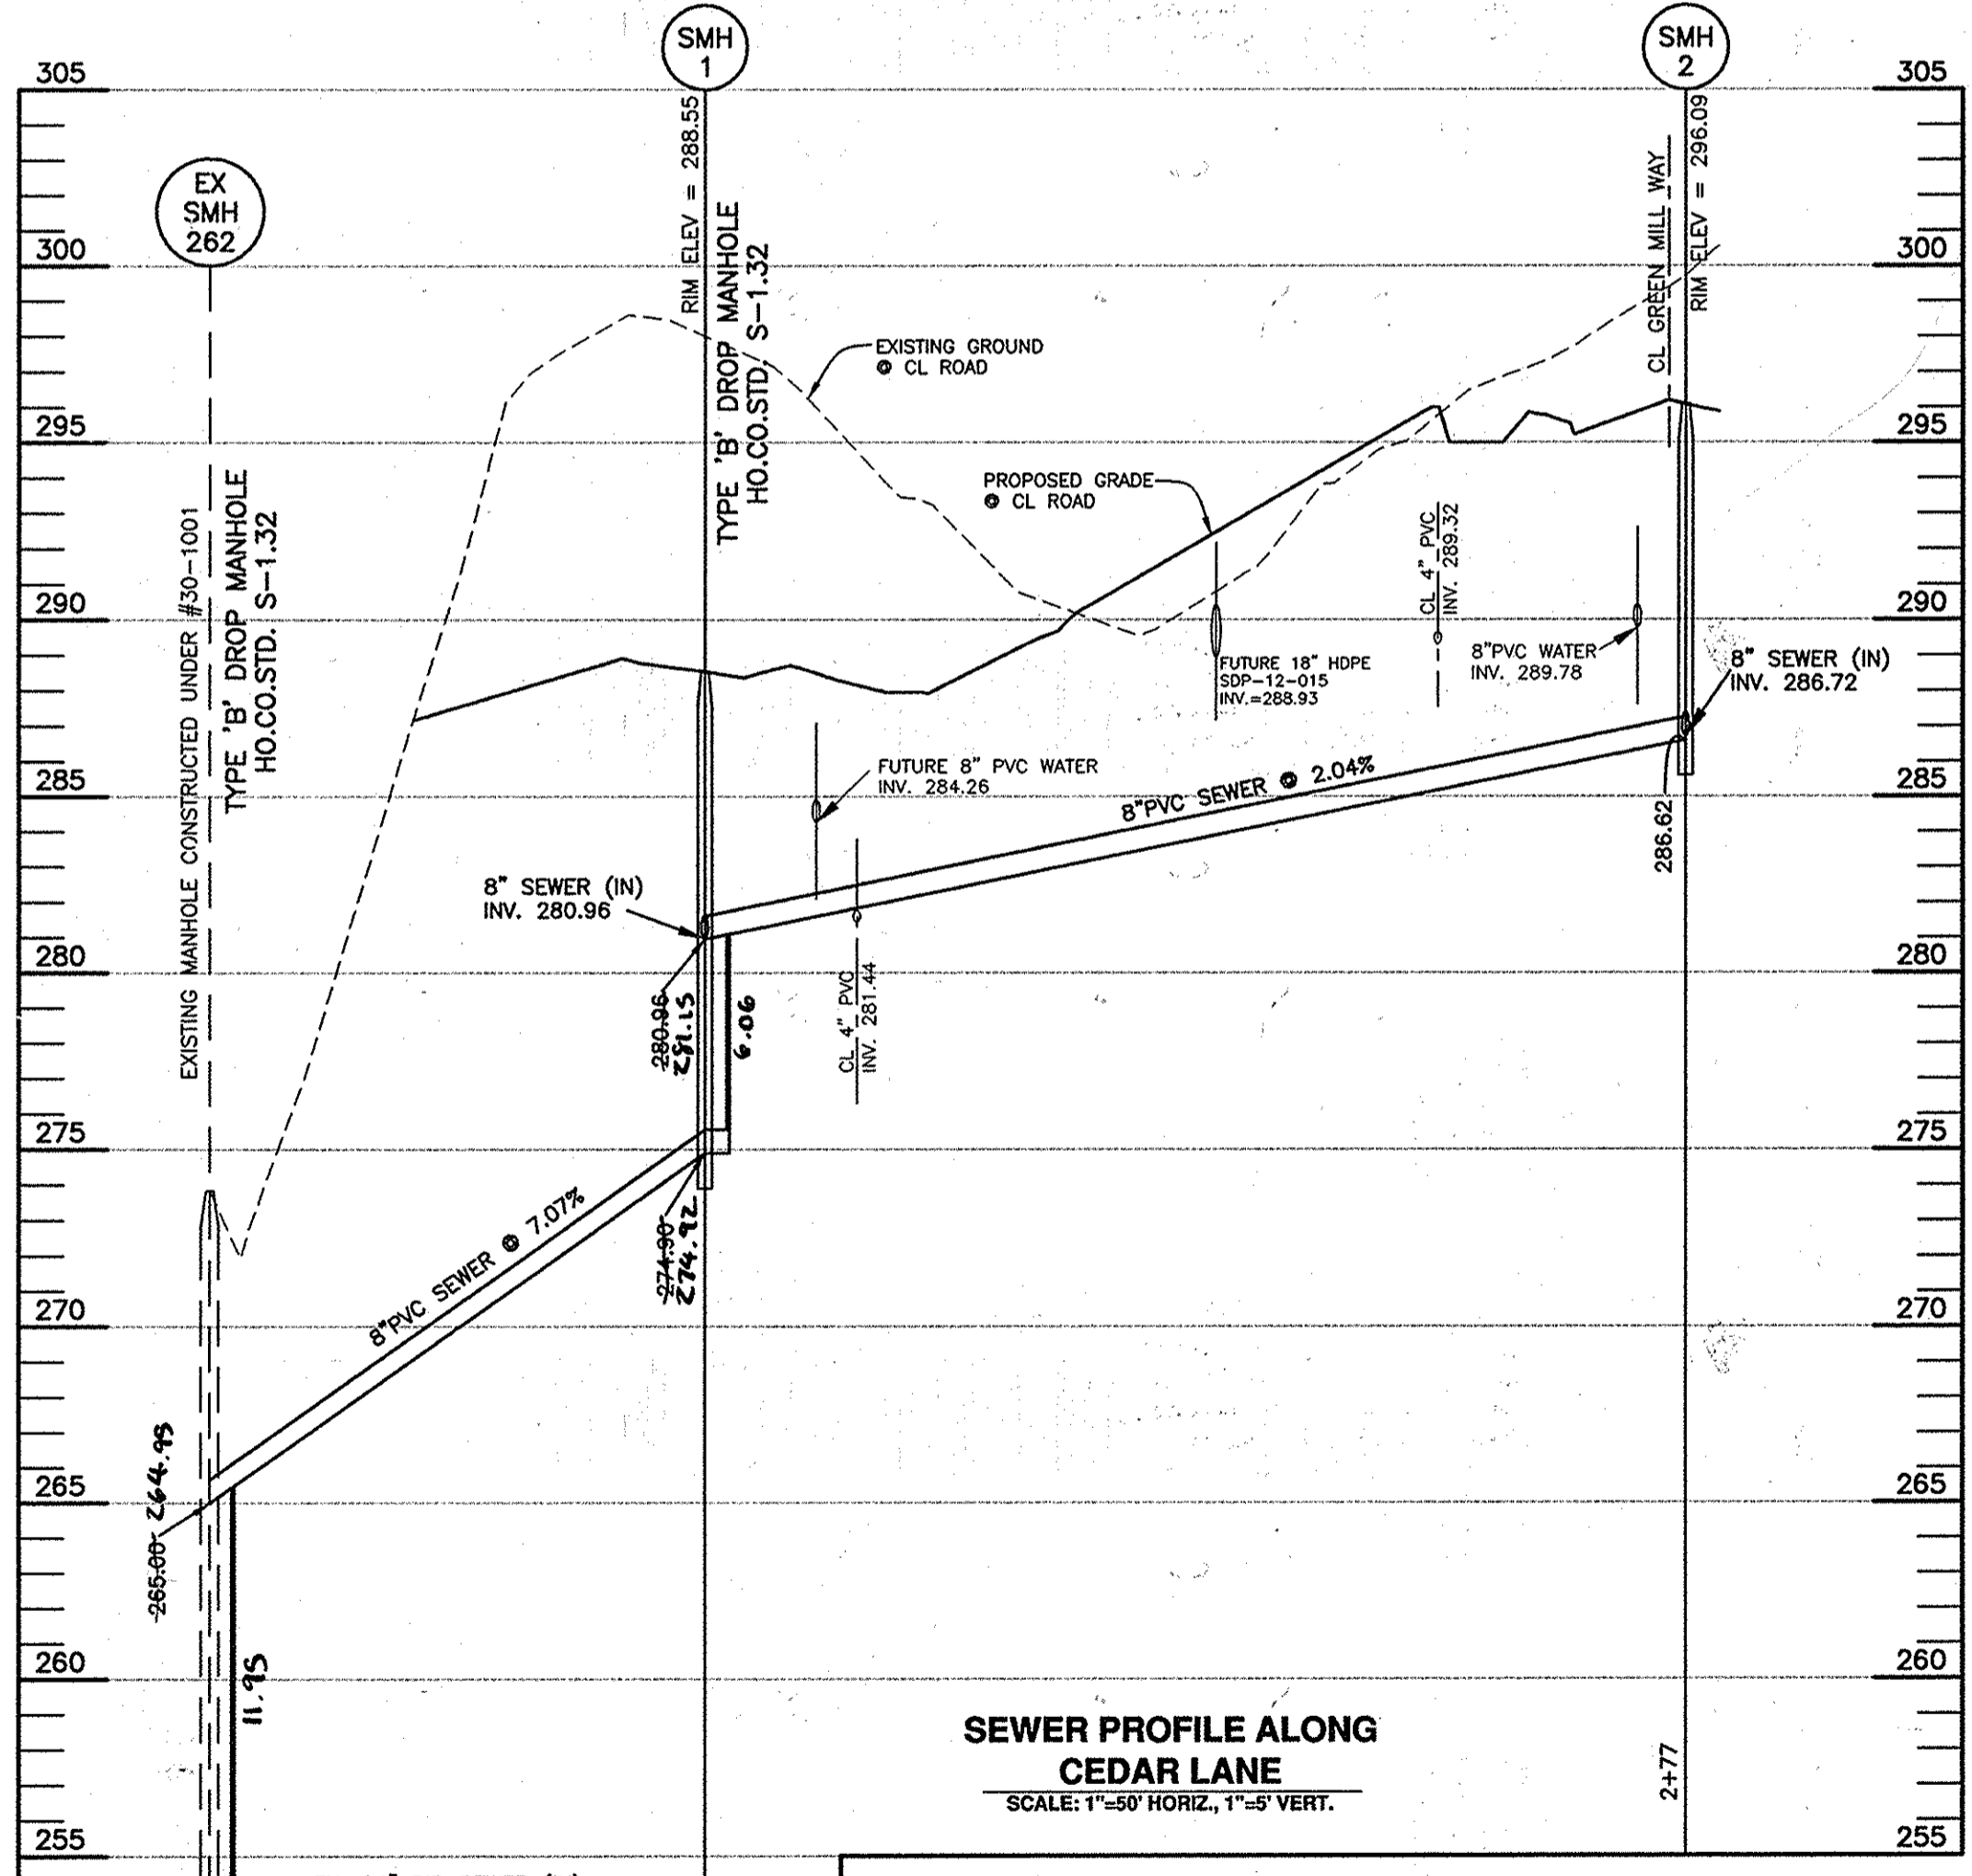 SMH
1
SMH
2
305
305
EX
SMH
262
RIM ELEV = 288.55
TYPE 'B' DROP MANHOLE
HO.CO.STD. S-1.32
CL GREEN MILL WAY
RIM ELEV = 296.09
300
300
EXISTING GROUND
@ CL ROAD
295
295
EXISTING MANHOLE CONSTRUCTED UNDER #30-1001
TYPE 'B' DROP MANHOLE
HO.CO.STD. S-1.32
PROPOSED GRADE
@ CL ROAD
CL 4" PVC
INV. 289.32
290
290
FUTURE 18" HDPE
SDP-12-015
INV.=288.93
8"PVC WATER
INV. 289.78
8" SEWER (IN)
INV. 286.72
FUTURE 8" PVC WATER
INV. 284.26
8"PVC SEWER @ 2.04%
285
285
286.62
8" SEWER (IN)
INV. 280.96
280
280
280.96
281.15
6.06
CL 4" PVC
INV. 281.44
275
275
8"PVC SEWER @ 7.07%
274.90
274.92
270
270
265
265
265.00 264.95
260
260
11.95
SEWER PROFILE ALONG
CEDAR LANE
SCALE: 1"=50' HORIZ., 1"=5' VERT.
2+77
255
255